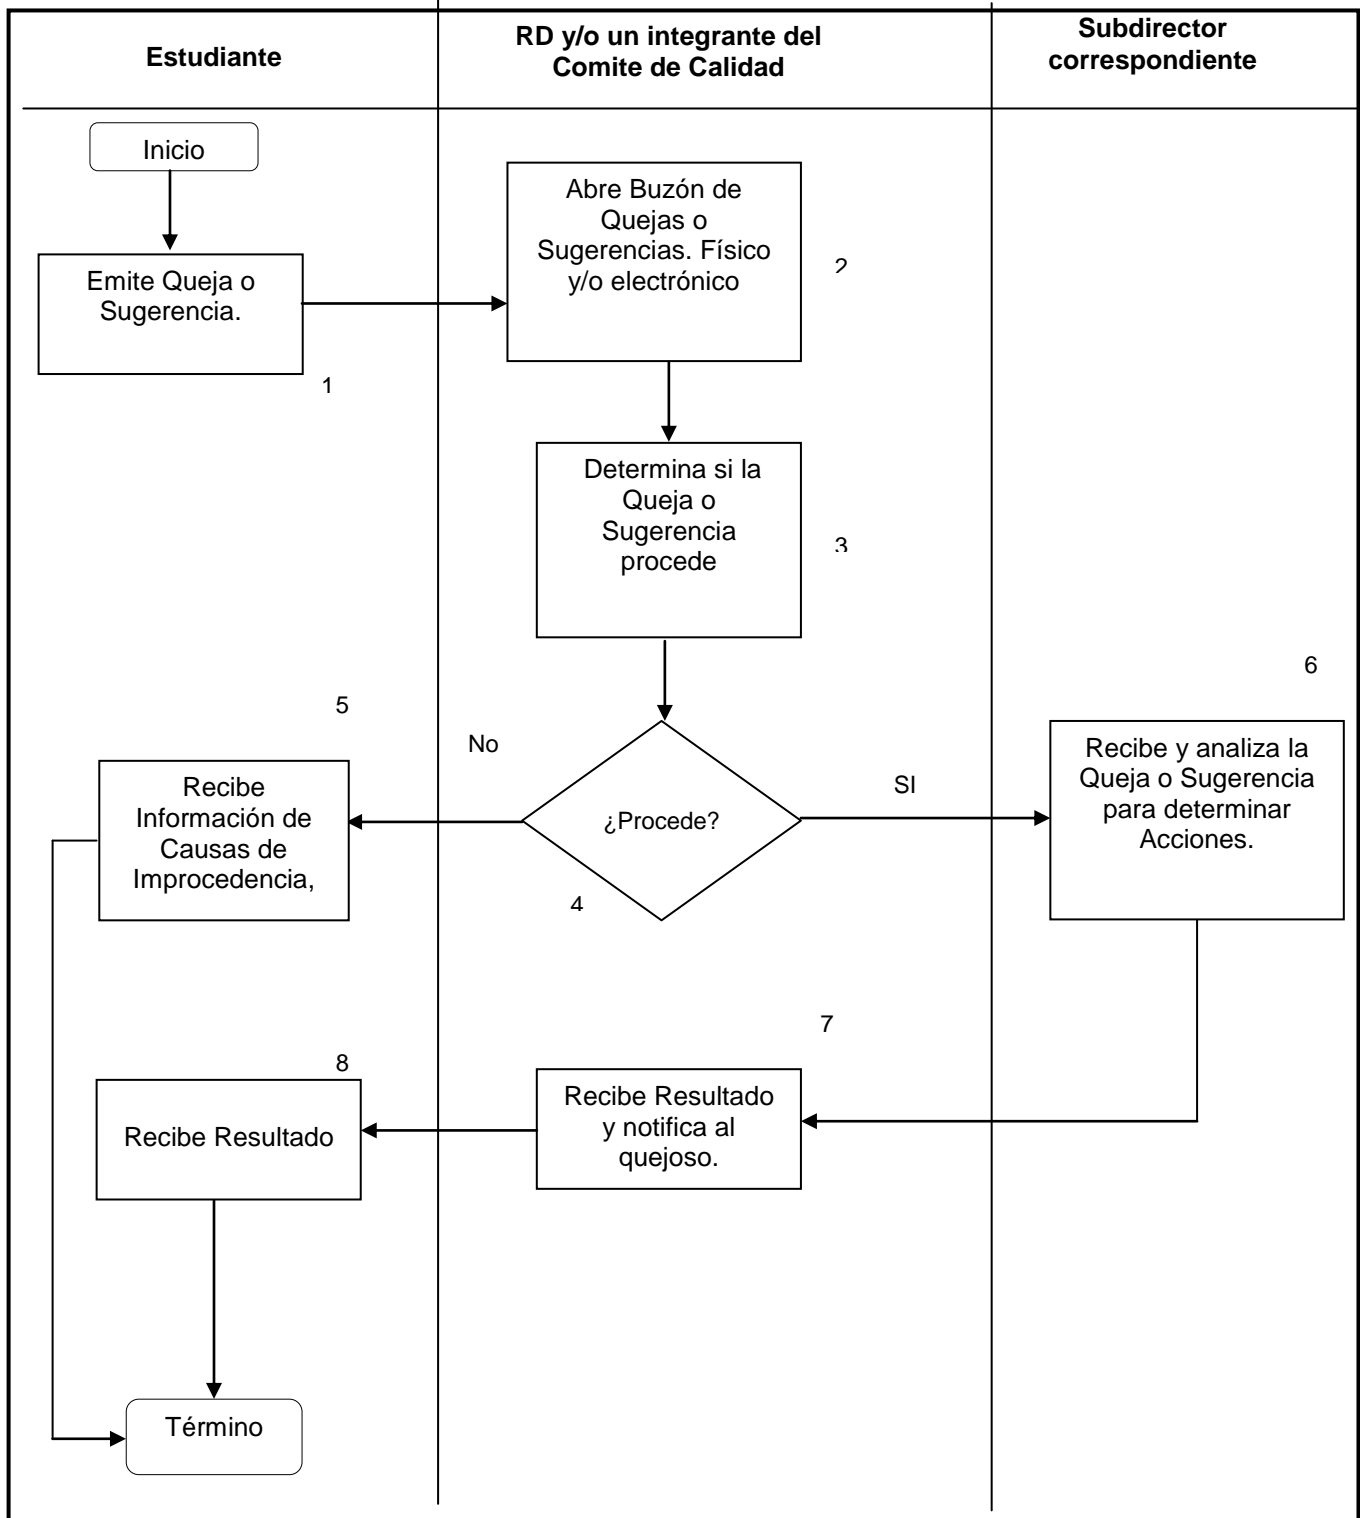 Estudiante
RD y/o un integrante del
Comite de Calidad
Subdirector
correspondiente
Inicio
Emite Queja o
Sugerencia.
1
Abre Buzón de
Quejas o
Sugerencias. Físico
y/o electrónico
2
Determina si la
Queja o
Sugerencia
procede
3
¿Procede?
4
No
SI
5
Recibe
Información de
Causas de
Improcedencia,
6
Recibe y analiza la
Queja o Sugerencia
para determinar
Acciones.
7
Recibe Resultado
y notifica al
quejoso.
8
Recibe Resultado
Término